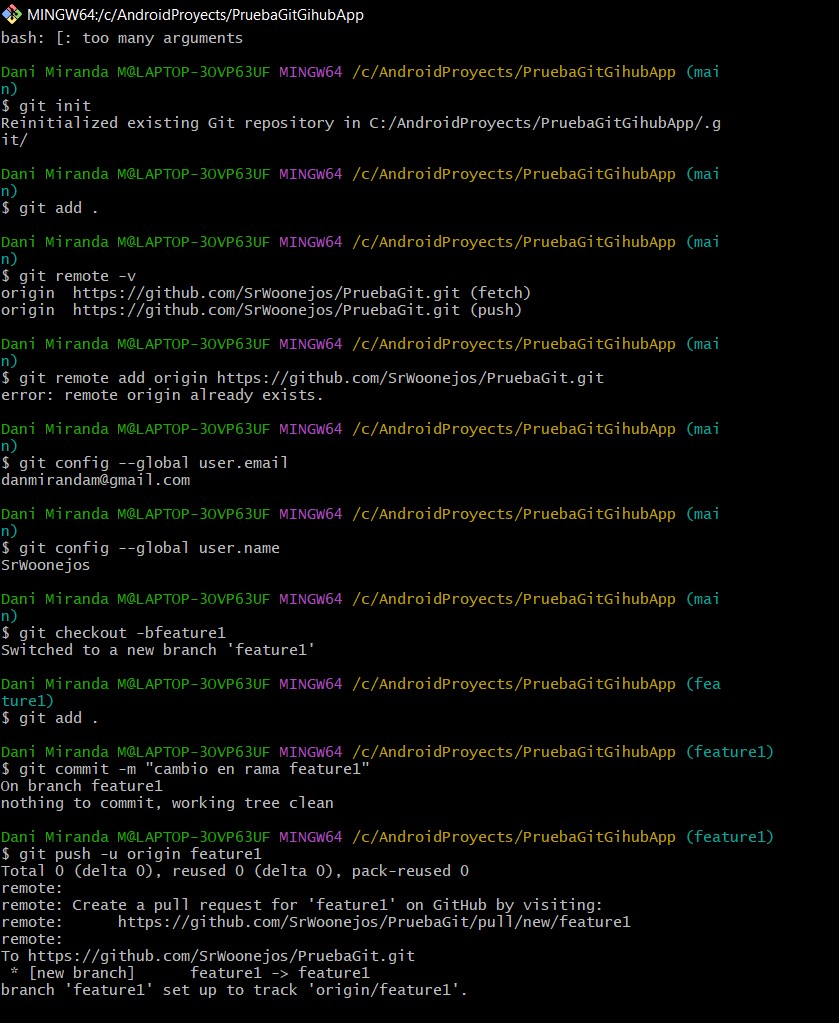 MINGW64:/c/AndroidProyects/PruebaGitGihubApp
bash: [: too many arguments
Dani Miranda M@LAPTOP-3OVP63UF MINGW64 /c/AndroidProyects/PruebaGitGihubApp (mai
n)
$ git init
Reinitialized existing Git repository in C:/AndroidProyects/PruebaGitGihubApp/.g
it/
Dani Miranda M@LAPTOP-3OVP63UF MINGW64 /c/AndroidProyects/PruebaGitGihubApp (mai
n)
$ git add .
Dani Miranda M@LAPTOP-3OVP63UF MINGW64 /c/AndroidProyects/PruebaGitGihubApp (mai
n)
$ git remote -v
origin  https://github.com/SrWoonejos/PruebaGit.git (fetch)
origin  https://github.com/SrWoonejos/PruebaGit.git (push)
Dani Miranda M@LAPTOP-3OVP63UF MINGW64 /c/AndroidProyects/PruebaGitGihubApp (mai
n)
$ git remote add origin https://github.com/SrWoonejos/PruebaGit.git
error: remote origin already exists.
Dani Miranda M@LAPTOP-3OVP63UF MINGW64 /c/AndroidProyects/PruebaGitGihubApp (mai
n)
$ git config --global user.email
danmirandam@gmail.com
Dani Miranda M@LAPTOP-3OVP63UF MINGW64 /c/AndroidProyects/PruebaGitGihubApp (mai
n)
$ git config --global user.name
SrWoonejos
Dani Miranda M@LAPTOP-3OVP63UF MINGW64 /c/AndroidProyects/PruebaGitGihubApp (mai
n)
$ git checkout -bfeature1
Switched to a new branch 'feature1'
Dani Miranda M@LAPTOP-3OVP63UF MINGW64 /c/AndroidProyects/PruebaGitGihubApp (fea
ture1)
$ git add .
Dani Miranda M@LAPTOP-3OVP63UF MINGW64 /c/AndroidProyects/PruebaGitGihubApp (feature1)
$ git commit -m "cambio en rama feature1"
On branch feature1
nothing to commit, working tree clean
Dani Miranda M@LAPTOP-3OVP63UF MINGW64 /c/AndroidProyects/PruebaGitGihubApp (feature1)
$ git push -u origin feature1
Total 0 (delta 0), reused 0 (delta 0), pack-reused 0
remote:
remote: Create a pull request for 'feature1' on GitHub by visiting:
remote:      https://github.com/SrWoonejos/PruebaGit/pull/new/feature1
remote:
To https://github.com/SrWoonejos/PruebaGit.git
 * [new branch]      feature1 -> feature1
branch 'feature1' set up to track 'origin/feature1'.